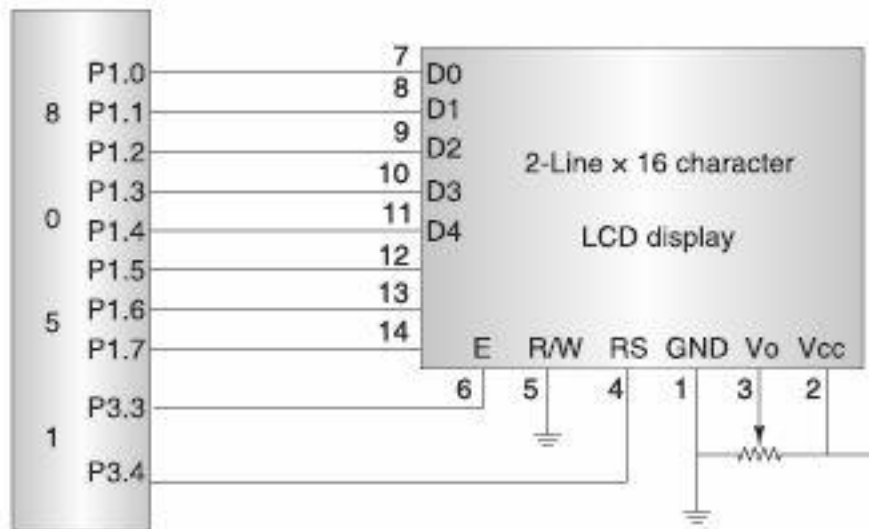 7
P1.0 D0
8
8 P1.1 D1
9
P1.2 D2
2-Line x 16 character
10
P1.3 D3
0
11
P1.4 D4
LCD display
12
P1.5
13
P1.6
5
14
P1.7
E R/W RS GND Vo Vcc
6 5 4 1 3 2
P3.3
1
P3.4